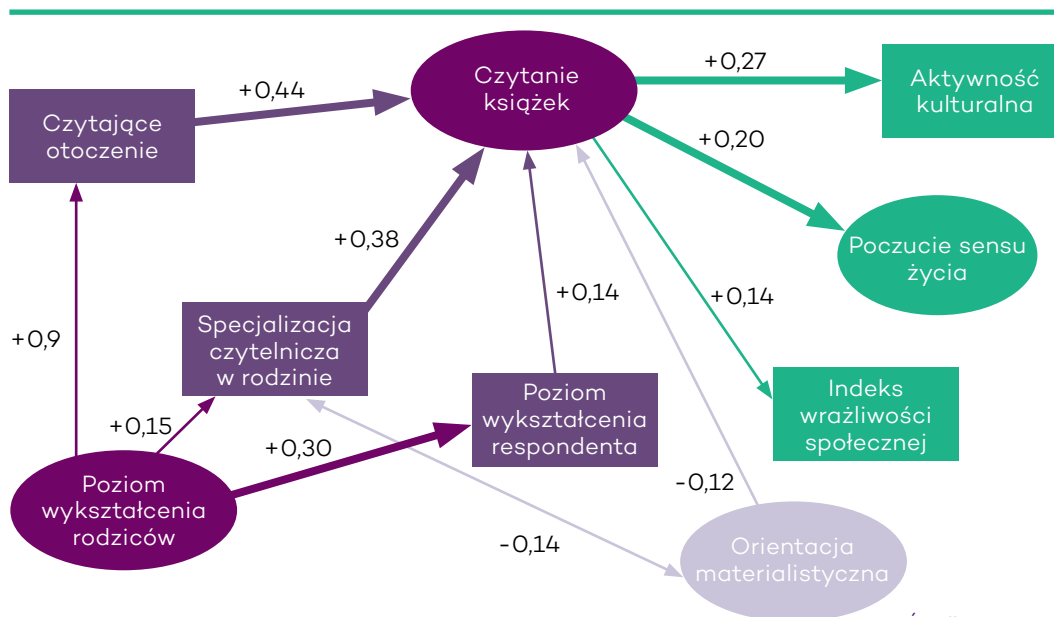 Czytanie
książek
+0,27
Aktywność
kulturalna
+0,44
Czytające
otoczenie
+0,20
Poczucie sensu
życia
+0,38
+0,14
+0,14
Specjalizacja
czytelnicza
w rodzinie
+0,9
Poziom
wykształcenia
respondenta
Indeks
wrażliwości
społecznej
+0,15
+0,30
Poziom
wykształcenia
rodziców
-0,12
-0,14
Orientacja
materialistyczna